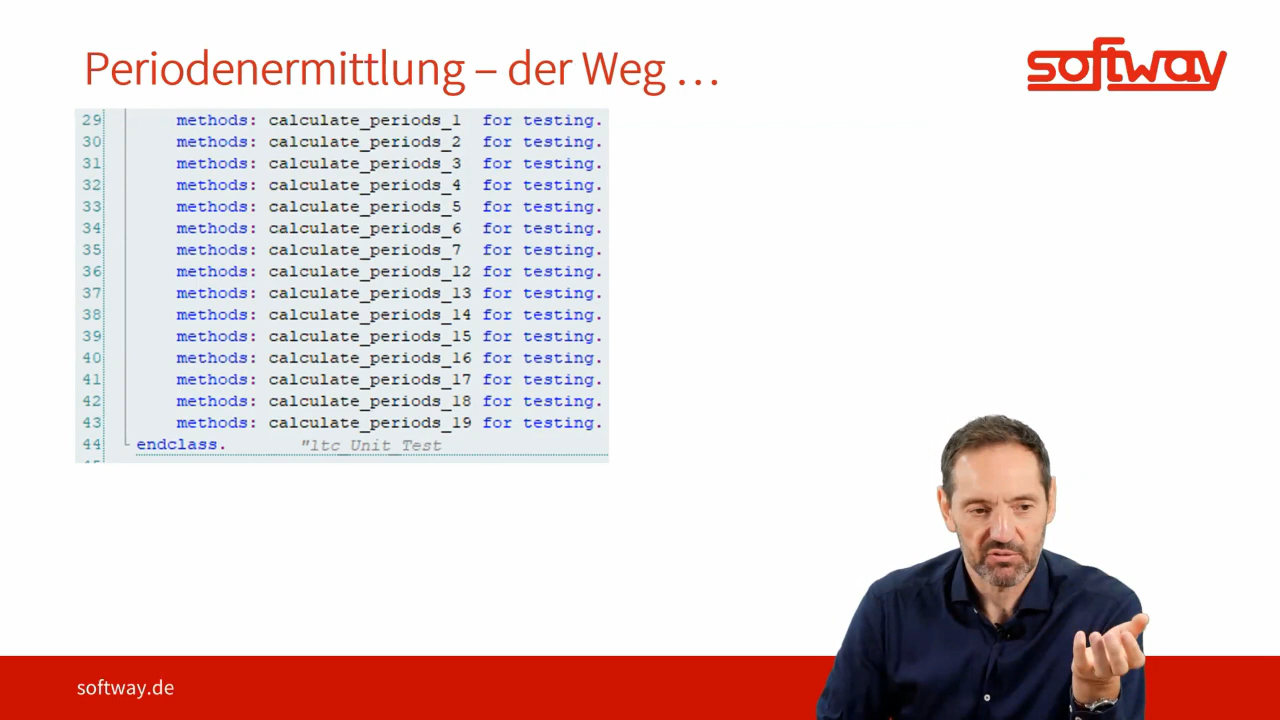 Periodenermittlung – der Weg …
softway
29 methods: calculate_periods_1 for testing.
30 methods: calculate_periods_2 for testing.
31 methods: calculate_periods_3 for testing.
32 methods: calculate_periods_4 for testing.
33 methods: calculate_periods_5 for testing.
34 methods: calculate_periods_6 for testing.
35 methods: calculate_periods_7 for testing.
36 methods: calculate_periods_12 for testing.
37 methods: calculate_periods_13 for testing.
38 methods: calculate_periods_14 for testing.
39 methods: calculate_periods_15 for testing.
40 methods: calculate_periods_16 for testing.
41 methods: calculate_periods_17 for testing.
42 methods: calculate_periods_18 for testing.
43 methods: calculate_periods_19 for testing.
44 endclass. "ltc_Unit_Test
softway.de